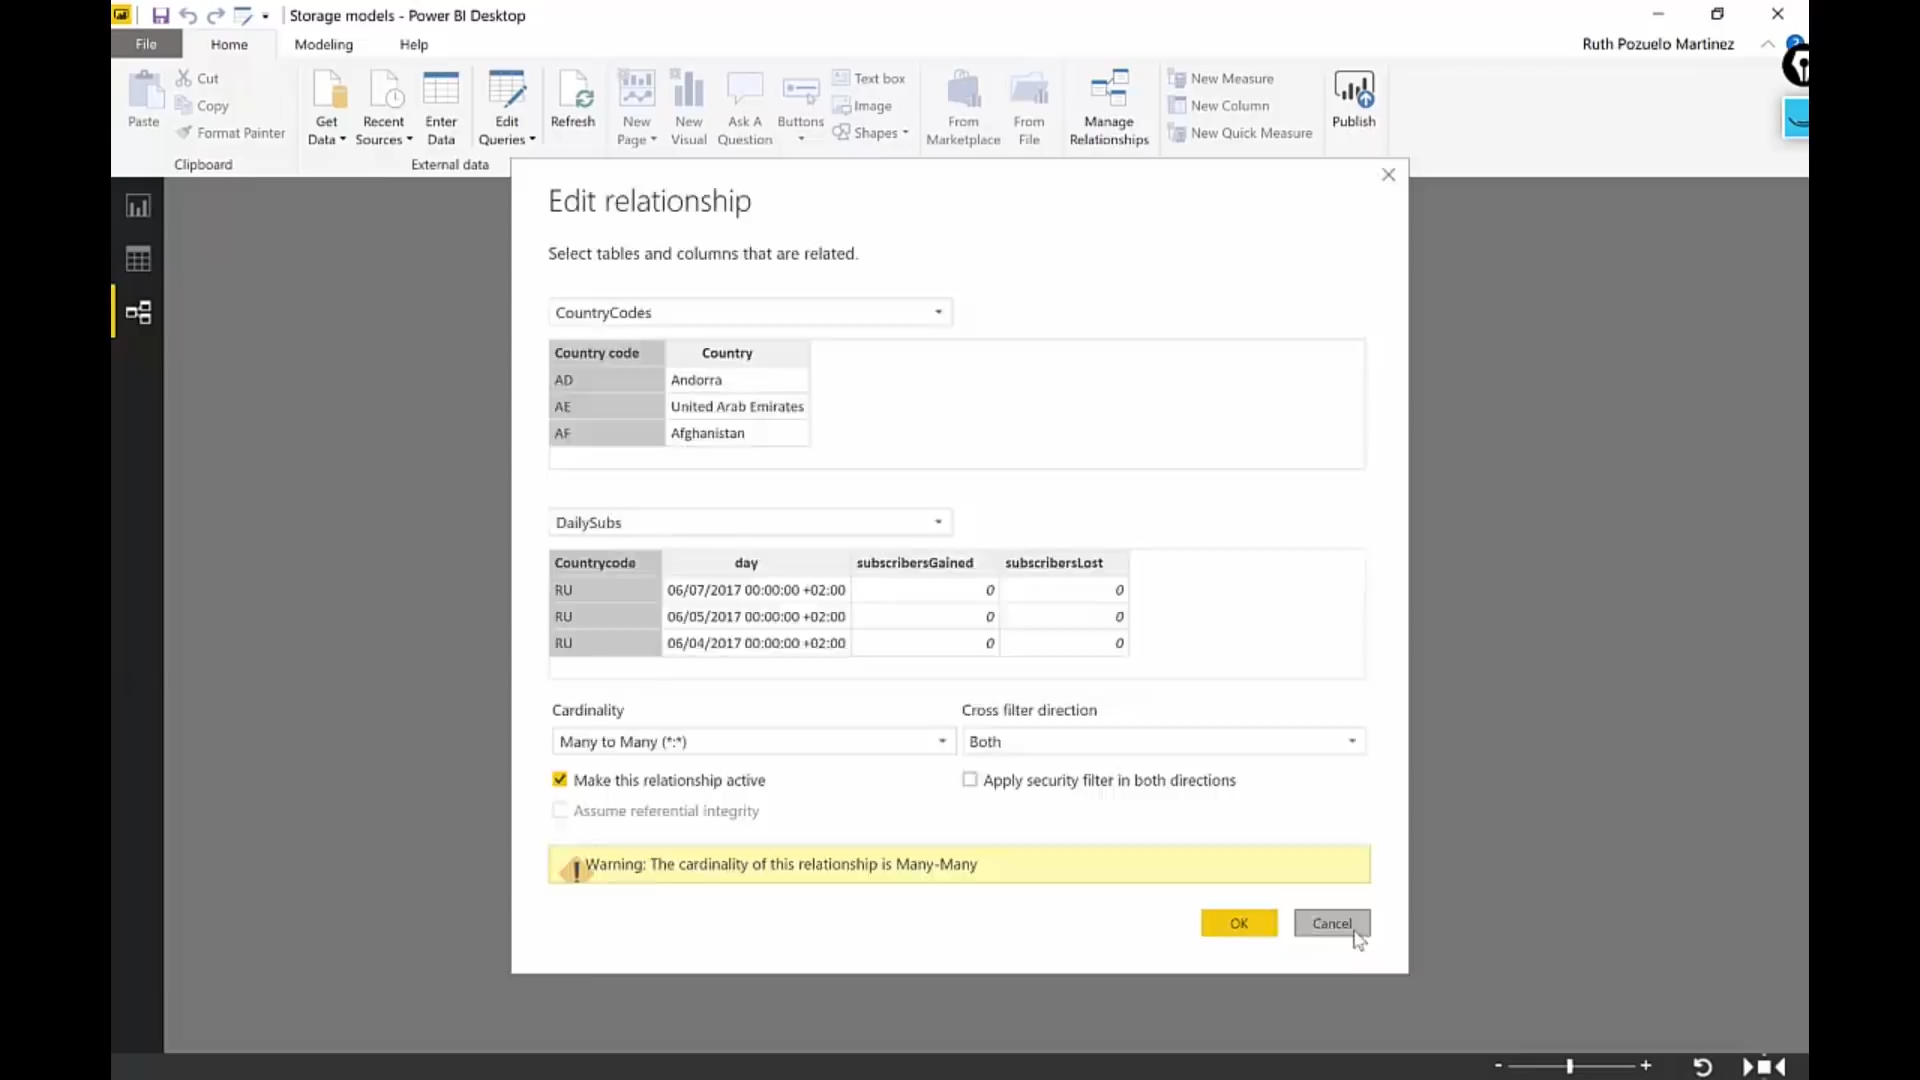 Storage models - Power BI Desktop
File Home Modeling Help Ruth Pozuelo Martinez
Paste
Cut
Copy
Format Painter
Clipboard
Get Data
Recent Sources
Enter Data
Edit Queries
Refresh
External data
New Page
New Visual
Ask A Question
Buttons
Text box
Image
Shapes
From Marketplace
From File
Manage Relationships
New Measure
New Column
New Quick Measure
Publish
Edit relationship
Select tables and columns that are related.
CountryCodes
Country code Country
AD Andorra
AE United Arab Emirates
AF Afghanistan
DailySubs
Countrycode day subscribersGained subscribersLost
RU 06/07/2017 00:00:00 +02:00 0 0
RU 06/05/2017 00:00:00 +02:00 0 0
RU 06/04/2017 00:00:00 +02:00 0 0
Cardinality Cross filter direction
Many to Many (*:*) Both
Make this relationship active Apply security filter in both directions
Assume referential integrity
Warning: The cardinality of this relationship is Many-Many
OK Cancel